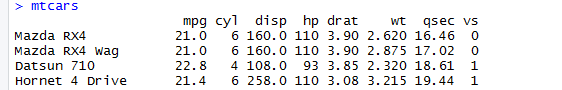 > mtcars
mpg cyl disp hp drat wt qsec vs
Mazda RX4 21.0 6 160.0 110 3.90 2.620 16.46 0
Mazda RX4 Wag 21.0 6 160.0 110 3.90 2.875 17.02 0
Datsun 710 22.8 4 108.0 93 3.85 2.320 18.61 1
Hornet 4 Drive 21.4 6 258.0 110 3.08 3.215 19.44 1